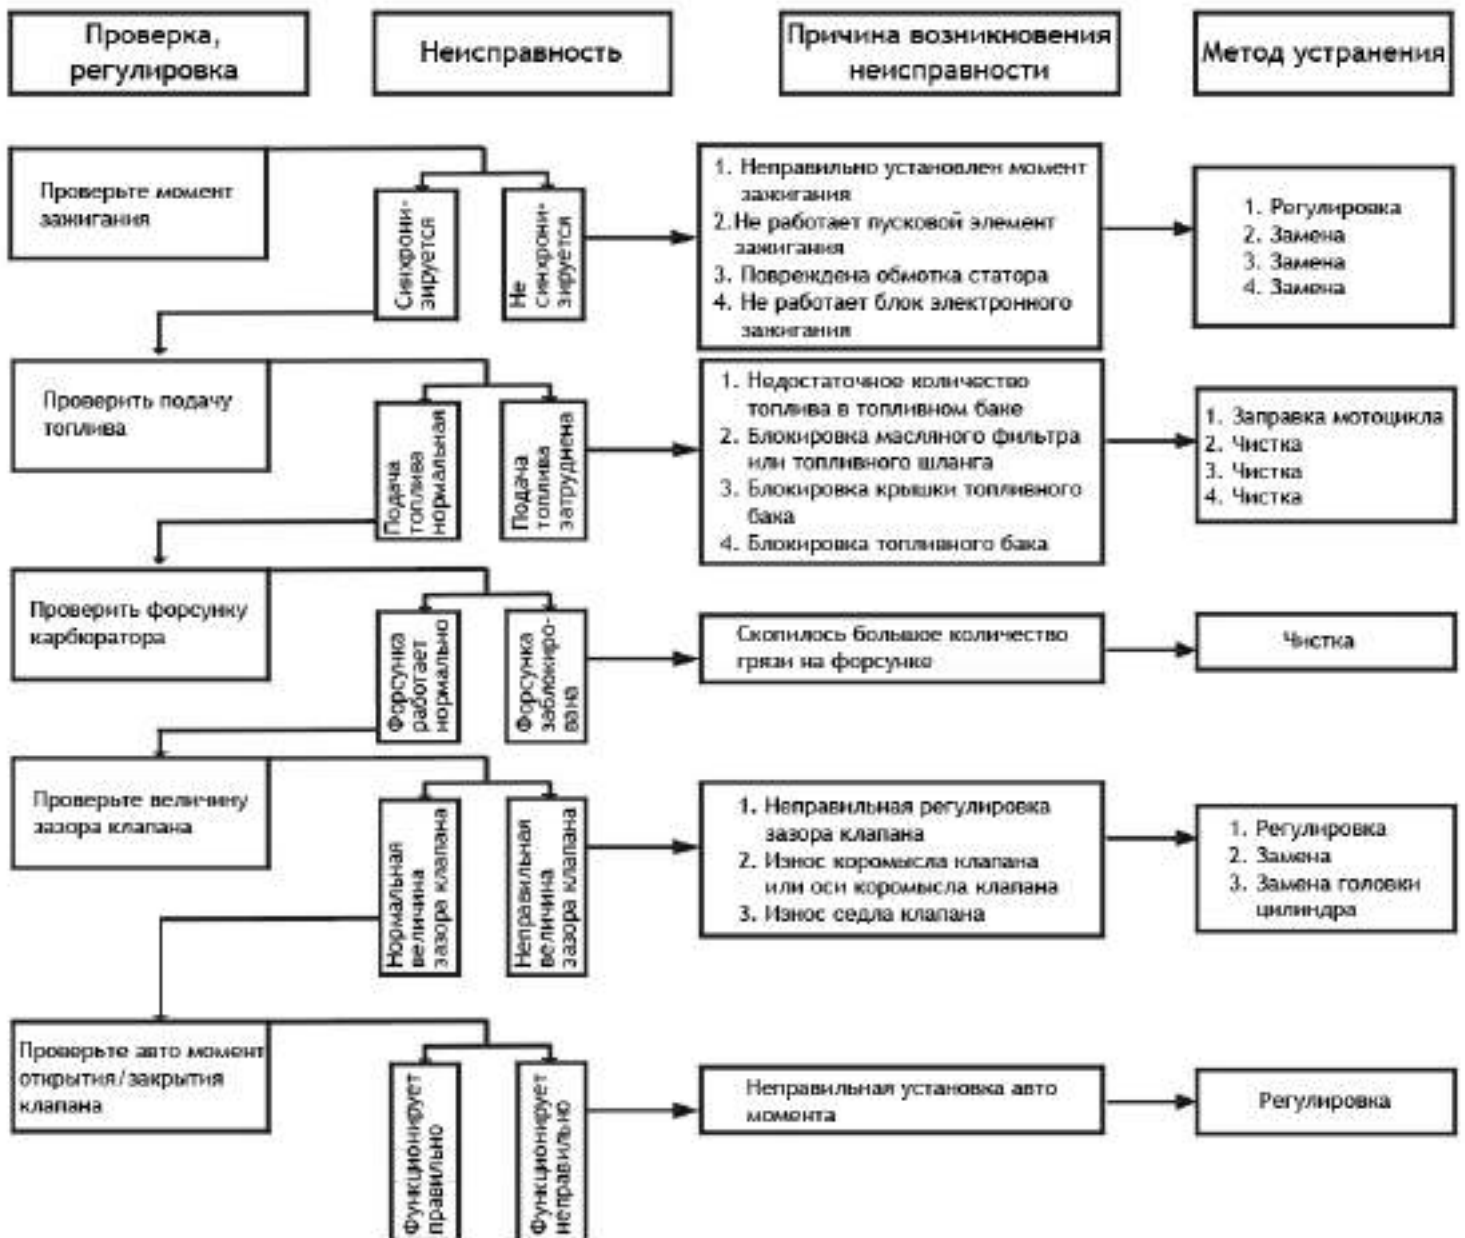 Проверка,
регулировка
Неисправность
Причина возникновения
неисправности
Метод устранения
Проверьте момент
зажигания
Синхрони-
зируется
Не
синхрони-
зируется
1. Неправильно установлен момент
зажигания
2.Не работает пусковой элемент
зажигания
3. Повреждена обмотка статора
4. Не работает блок электронного
зажигания
1. Регулировка
2. Замена
3. Замена
4. Замена
Проверить подачу
топлива
Подача
топлива
нормальная
Подача
топлива
затруднена
1. Недостаточное количество
топлива в топливном баке
2. Блокировка масляного фильтра
или топливного шланга
3. Блокировка крышки топливного
бака
4. Блокировка топливного бака
1. Заправка мотоцикла
2. Чистка
3. Чистка
4. Чистка
Проверить форсунку
карбюратора
Форсунка
работает
нормально
Форсунка
заблокиро-
вана
Скопилось большое количество
грязи на форсунке
Чистка
Проверьте величину
зазора клапана
Нормальная
величина
зазора клапана
Неправильная
величина
зазора клапана
1. Неправильная регулировка
зазора клапана
2. Износ коромысла клапана
или оси коромысла клапана
3. Износ седла клапана
1. Регулировка
2. Замена
3. Замена головки
цилиндра
Проверьте авто момент
открытия/закрытия
клапана
Функционирует
правильно
Функционирует
неправильно
Неправильная установка авто
момента
Регулировка